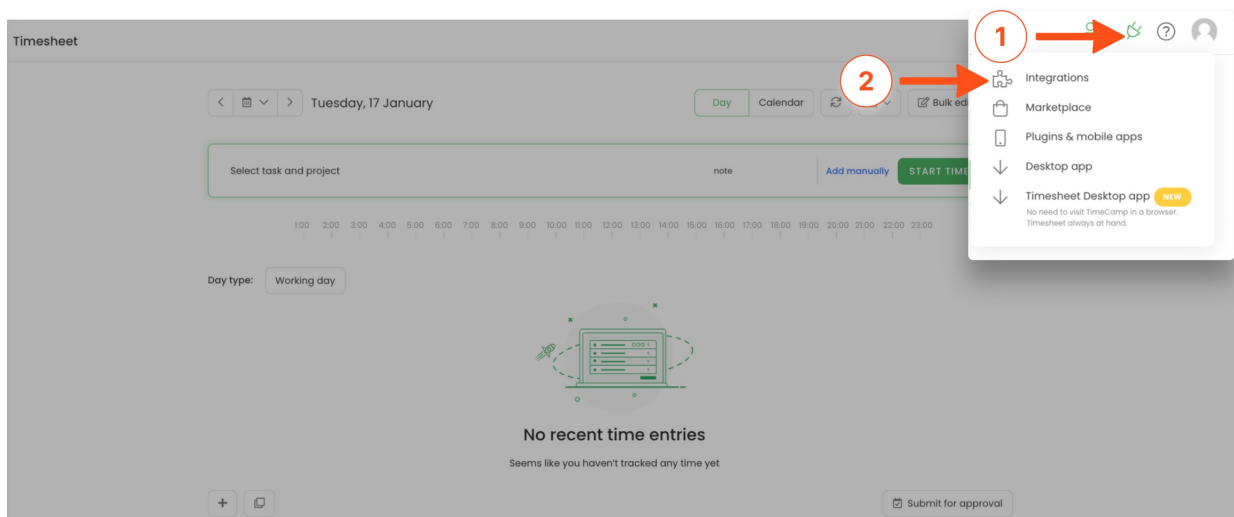 Timesheet
1
2
Integrations
Marketplace
Plugins & mobile apps
Desktop app
Timesheet Desktop app NEW
No need to visit TimeCamp in a browser.
Timesheet always at hand.
Tuesday, 17 January
Day Calendar
Bulk
Select task and project note Add manually START
1:00 2:00 3:00 4:00 5:00 6:00 7:00 8:00 9:00 10:00 11:00 12:00 13:00 14:00 15:00 16:00 17:00 18:00 19:00 20:00 21:00 22:00 23:00
Day type: Working day
No recent time entries
Seems like you haven't tracked any time yet
Submit for approval